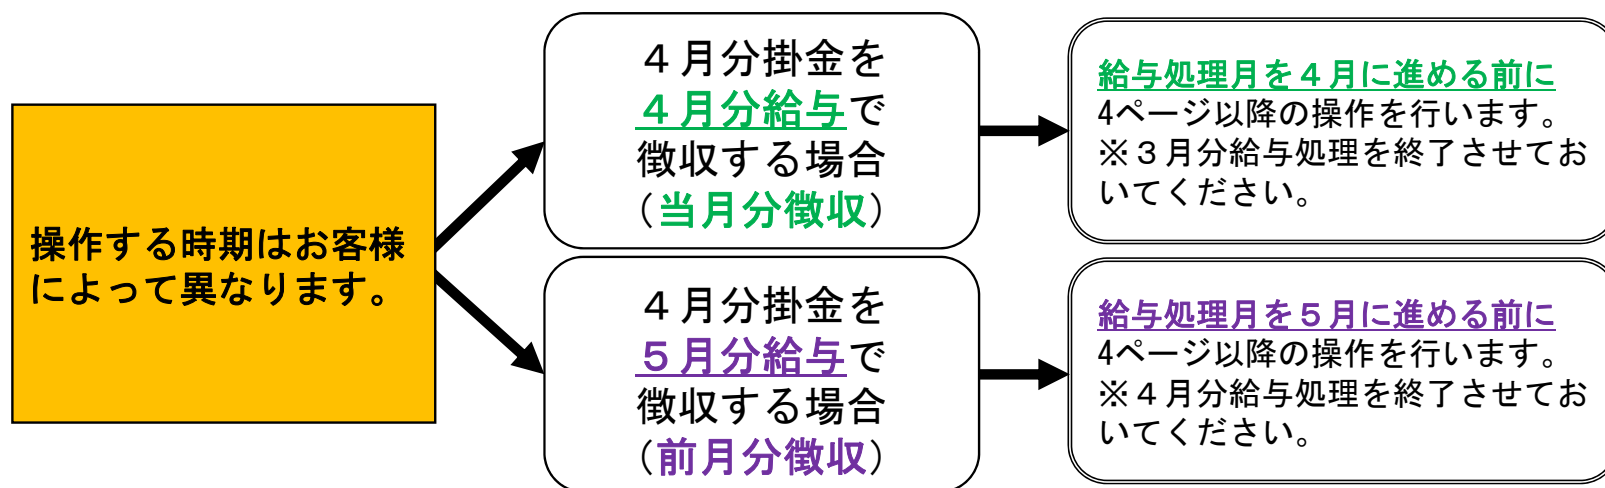 操作する時期はお客様
によって異なります。
４月分掛金を
４月分給与で
徴収する場合
（当月分徴収）
給与処理月を４月に進める前に
4ページ以降の操作を行います。
※３月分給与処理を終了させてお
いてください。
４月分掛金を
５月分給与で
徴収する場合
（前月分徴収）
給与処理月を５月に進める前に
4ページ以降の操作を行います。
※４月分給与処理を終了させてお
いてください。